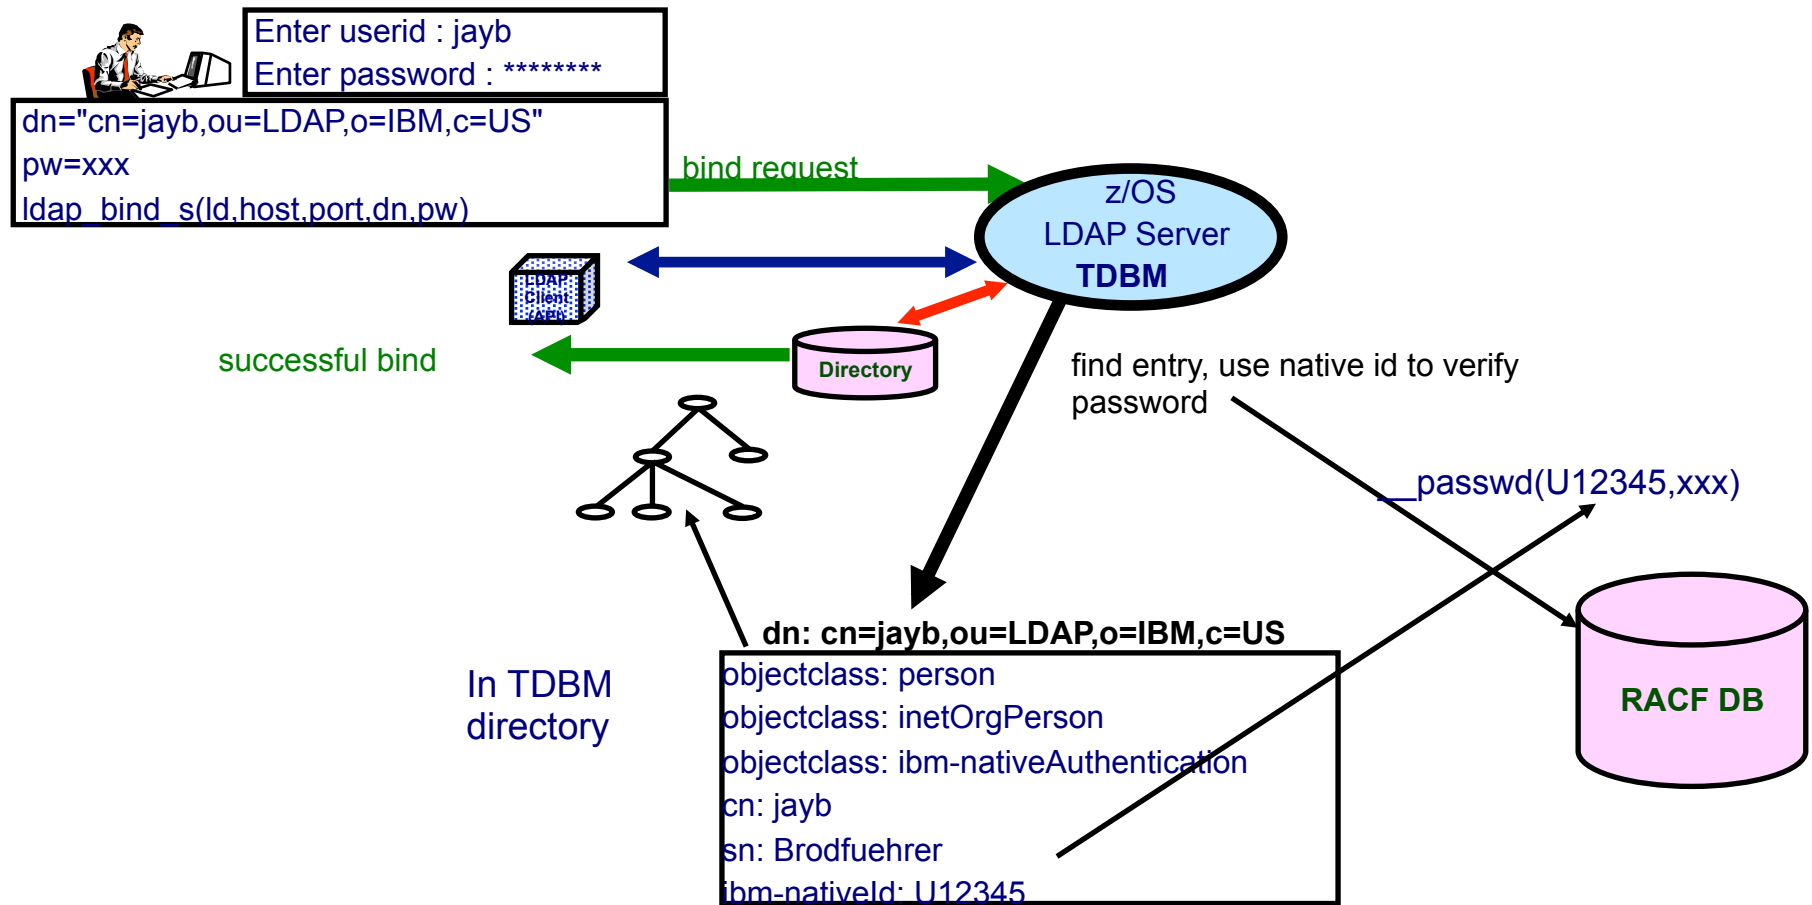 Enter userid : jayb
Enter password : ********
dn="cn=jayb,ou=LDAP,o=IBM,c=US"
pw=xxx
ldap_bind_s(ld,host,port,dn,pw)
bind request
z/OS
LDAP Server
TDBM
LDAP
Client
(API)
successful bind
Directory
find entry, use native id to verify
password
__passwd(U12345,xxx)
dn: cn=jayb,ou=LDAP,o=IBM,c=US
In TDBM
directory
objectclass: person
objectclass: inetOrgPerson
objectclass: ibm-nativeAuthentication
cn: jayb
sn: Brodfuehrer
ibm-nativeId: U12345
RACF DB